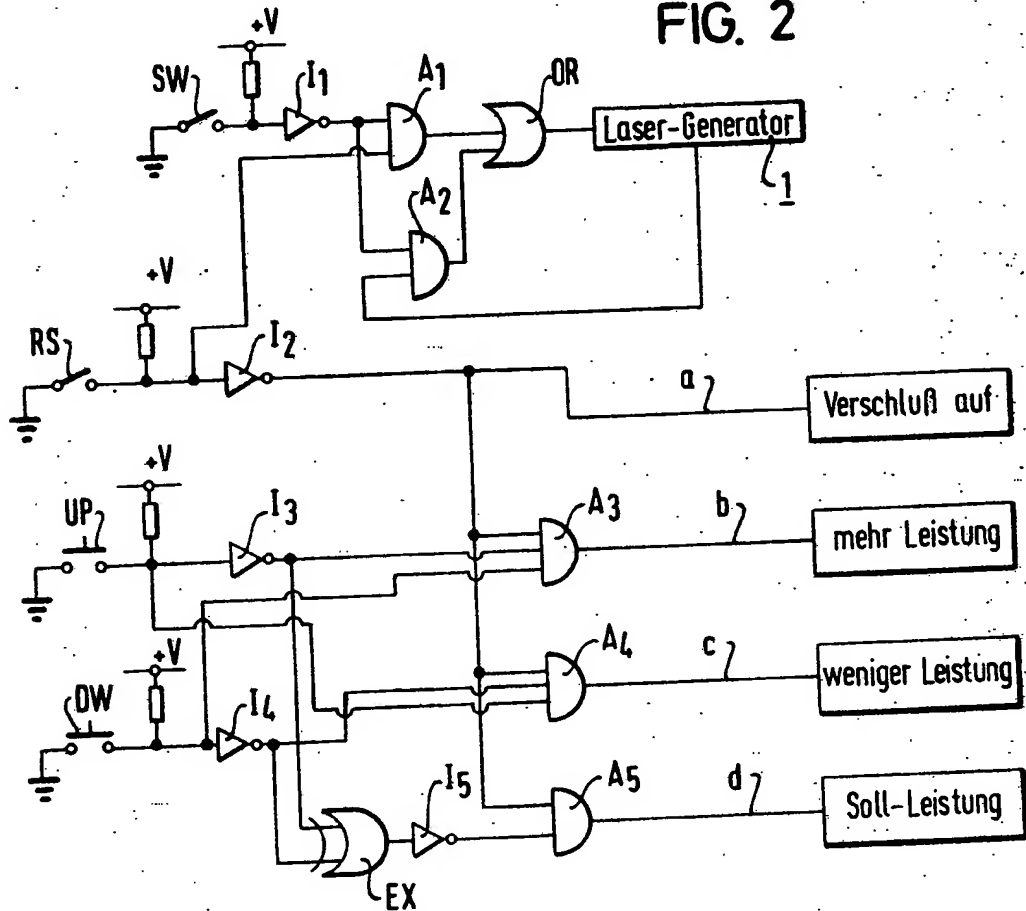 FIG. 2
+V
SW
I1
A1
OR
Laser-Generator
1
A2
+V
RS
I2
a
Verschluß auf
+V
UP
I3
A3
b
mehr Leistung
+V
DW
I4
A4
c
weniger Leistung
I5
A5
d
Soll-Leistung
EX